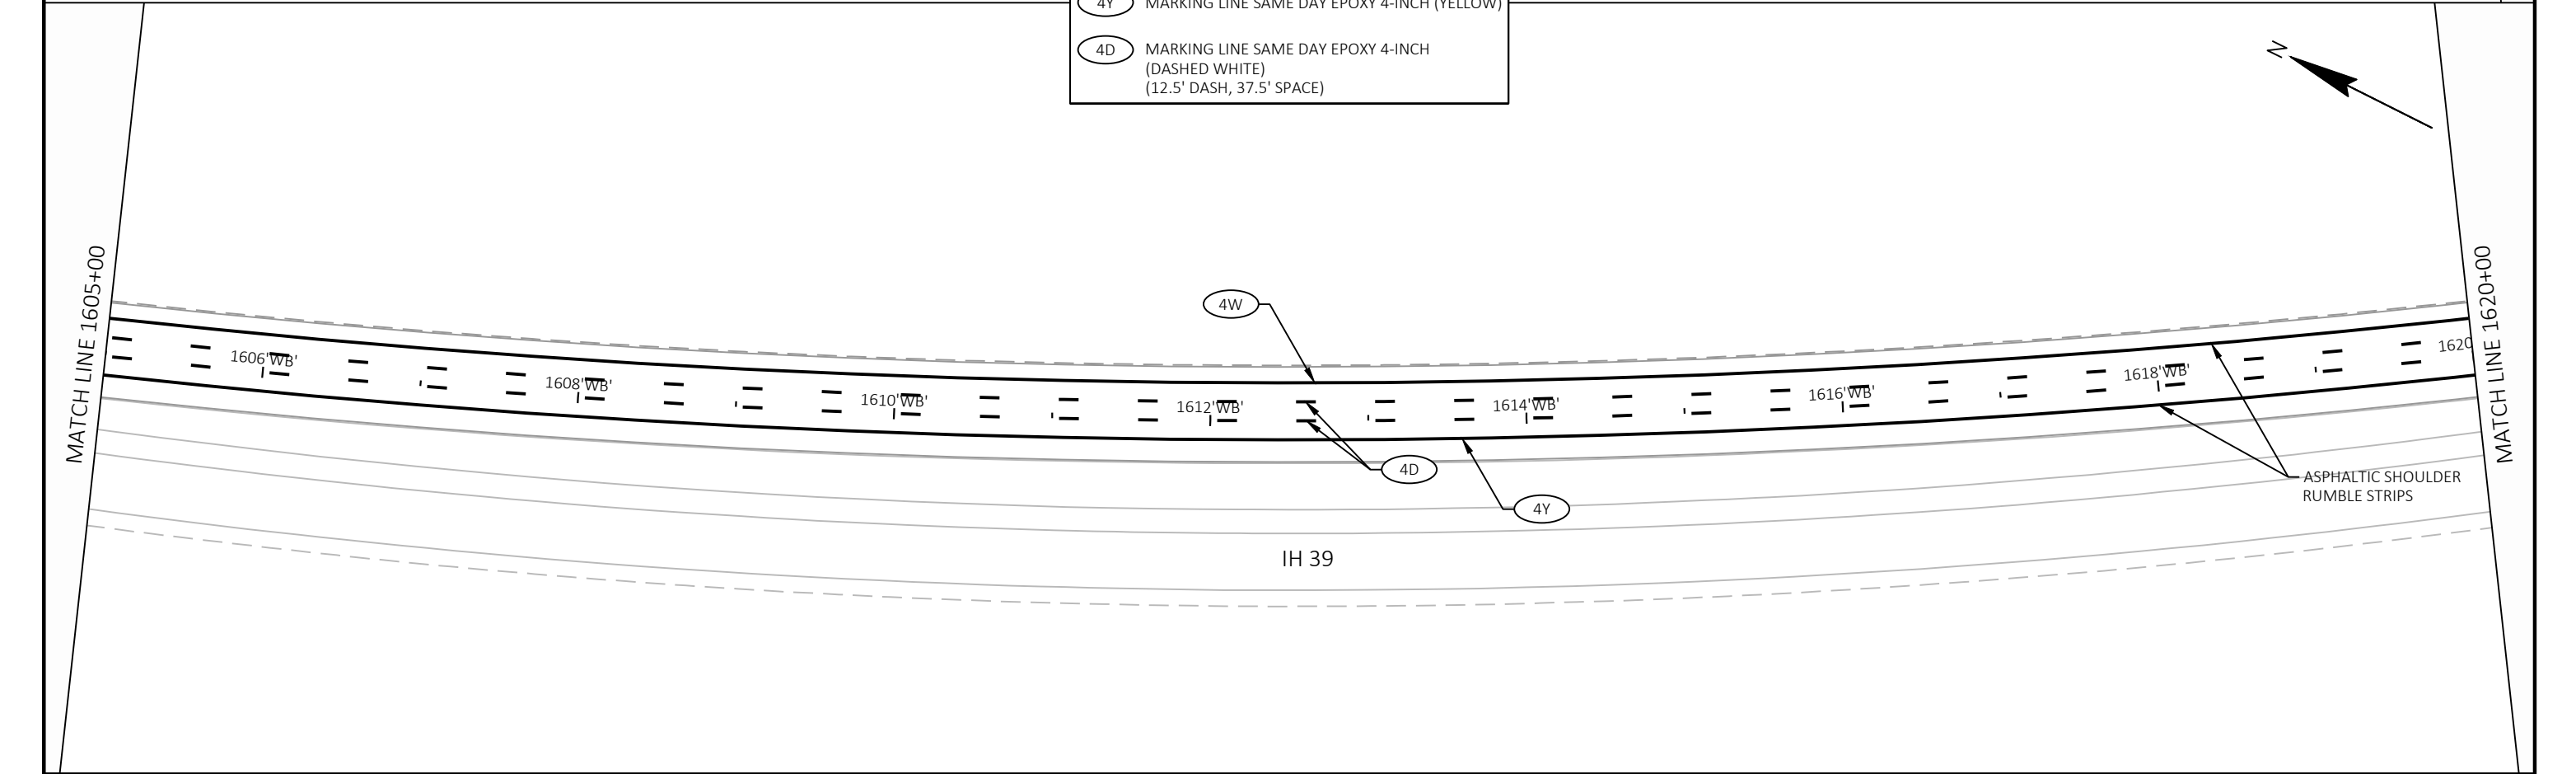 4Y MARKING LINE SAME DAY EPOXY 4-INCH (YELLOW)
4D MARKING LINE SAME DAY EPOXY 4-INCH
(DASHED WHITE)
(12.5' DASH, 37.5' SPACE)
N
MATCH LINE 1605+00
MATCH LINE 1620+00
4W
1606'WB'
1608'WB'
1610'WB'
1612'WB'
1614'WB'
1616'WB'
1618'WB'
1620
4D
4Y
ASPHALTIC SHOULDER
RUMBLE STRIPS
IH 39